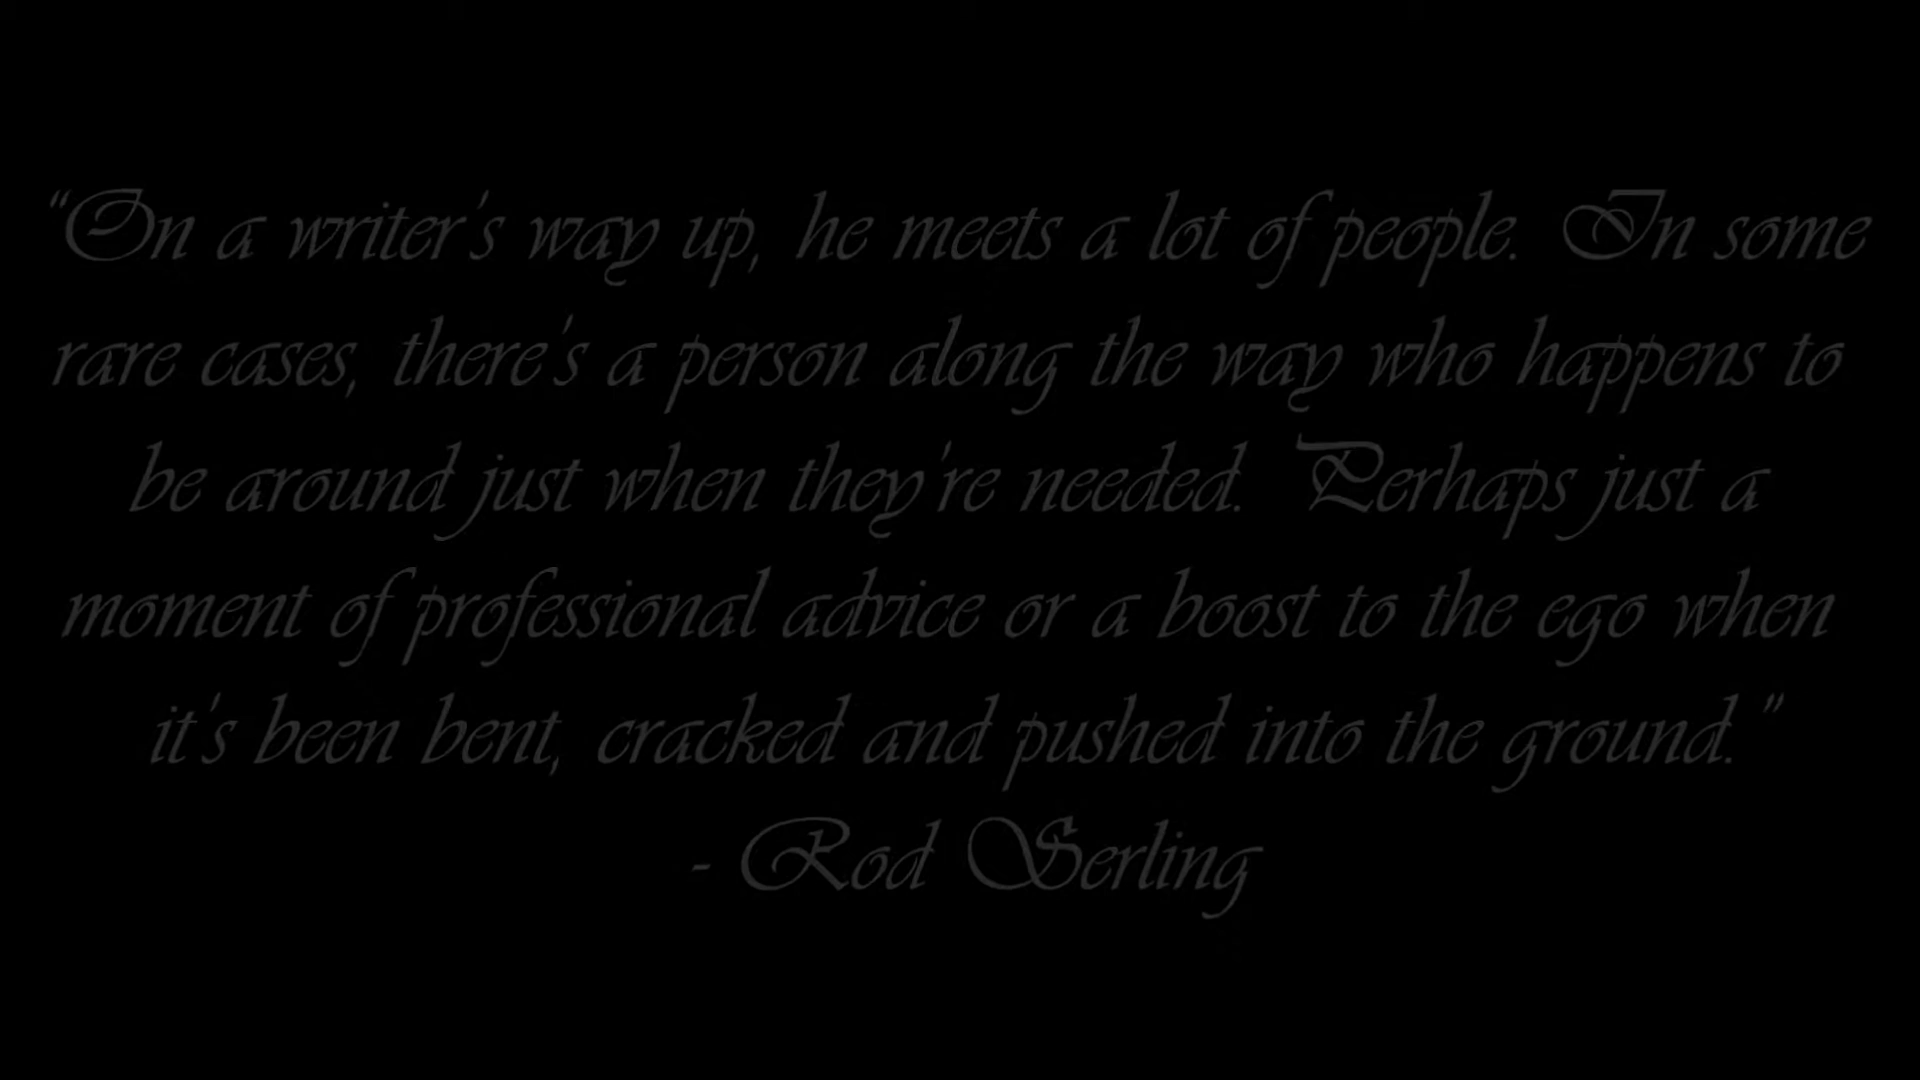 “On a writer's way up, he meets a lot of people. In some
rare cases, there's a person along the way who happens to
be around just when they're needed. Perhaps just a
moment of professional advice or a boost to the ego when
it's been bent, cracked and pushed into the ground.”
- Rod Serling